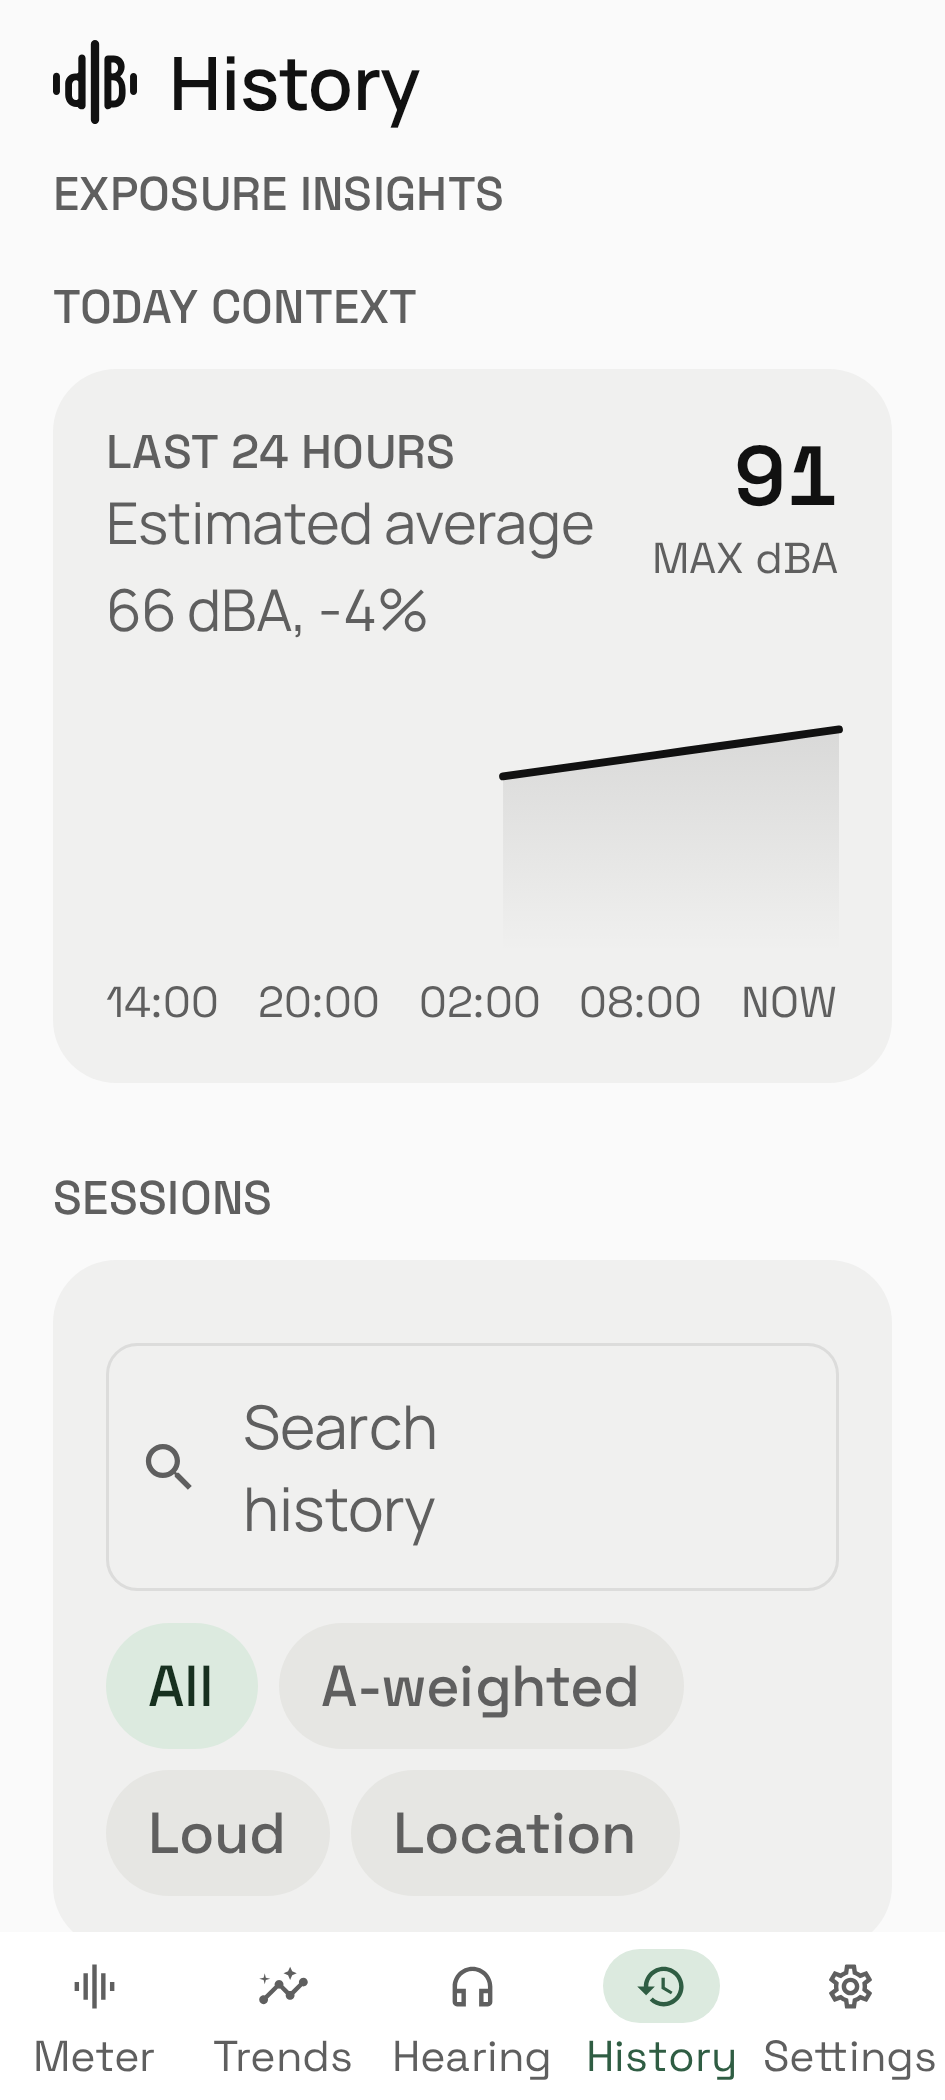 dB History
EXPOSURE INSIGHTS
TODAY CONTEXT
LAST 24 HOURS
Estimated average
66 dBA, -4%
91
MAX dBA
14:00 20:00 02:00 08:00 NOW
SESSIONS
Search
history
All A-weighted
Loud Location
Meter Trends Hearing History Settings